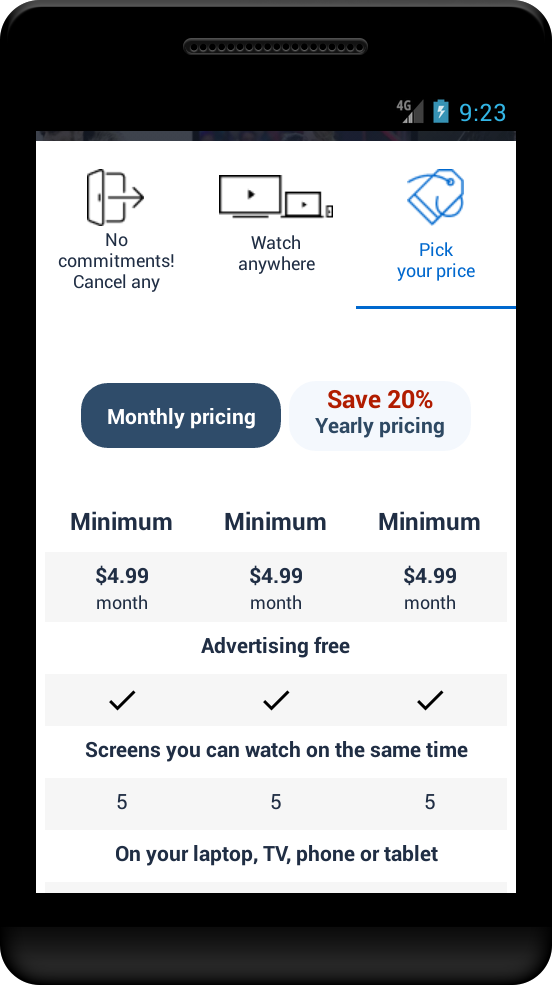 4G 9:23
No
commitments!
Cancel any
Watch
anywhere
Pick
your price
Monthly pricing
Save 20%
Yearly pricing
Minimum Minimum Minimum
$4.99 $4.99 $4.99
month month month
Advertising free
Screens you can watch on the same time
5 5 5
On your laptop, TV, phone or tablet